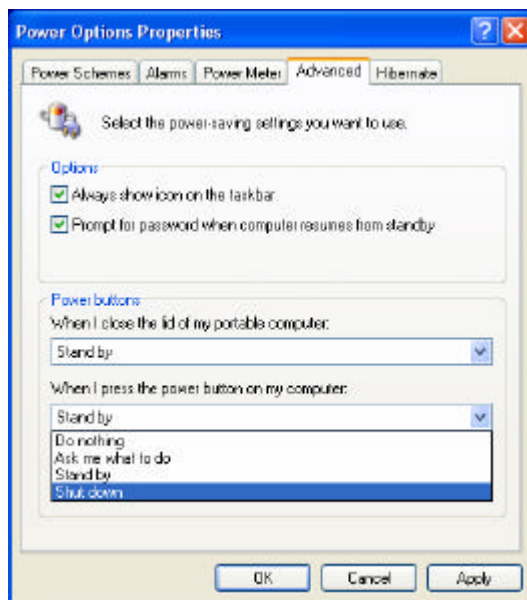 Power Options Properties
Power Schemes Alarms Power Meter Advanced Hibernate
Select the power-saving settings you want to use.
Options
Always show icon on the taskbar
Prompt for password when computer resumes from standby
Power buttons
When I close the lid of my portable computer:
Stand by
When I press the power button on my computer:
Stand by
Do nothing
Ask me what to do
Stand by
Shut down
OK Cancel Apply